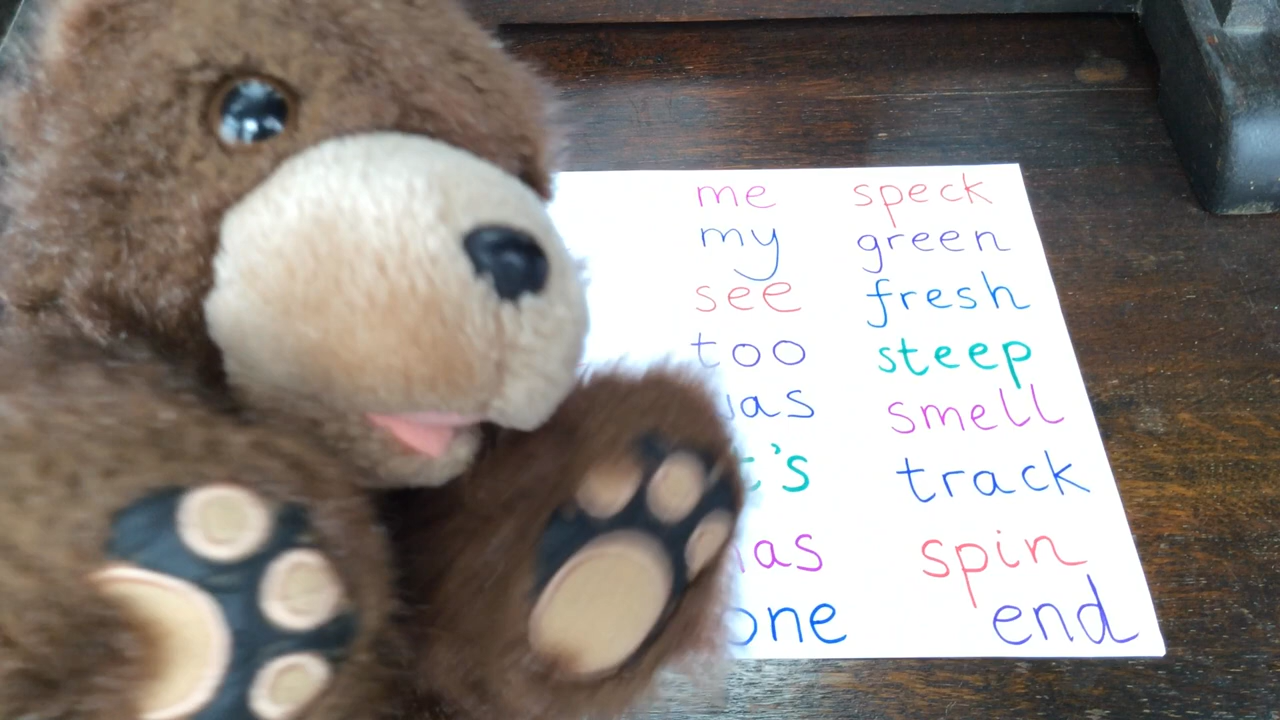 me speck
my green
see fresh
too steep
smell
track
spin
end